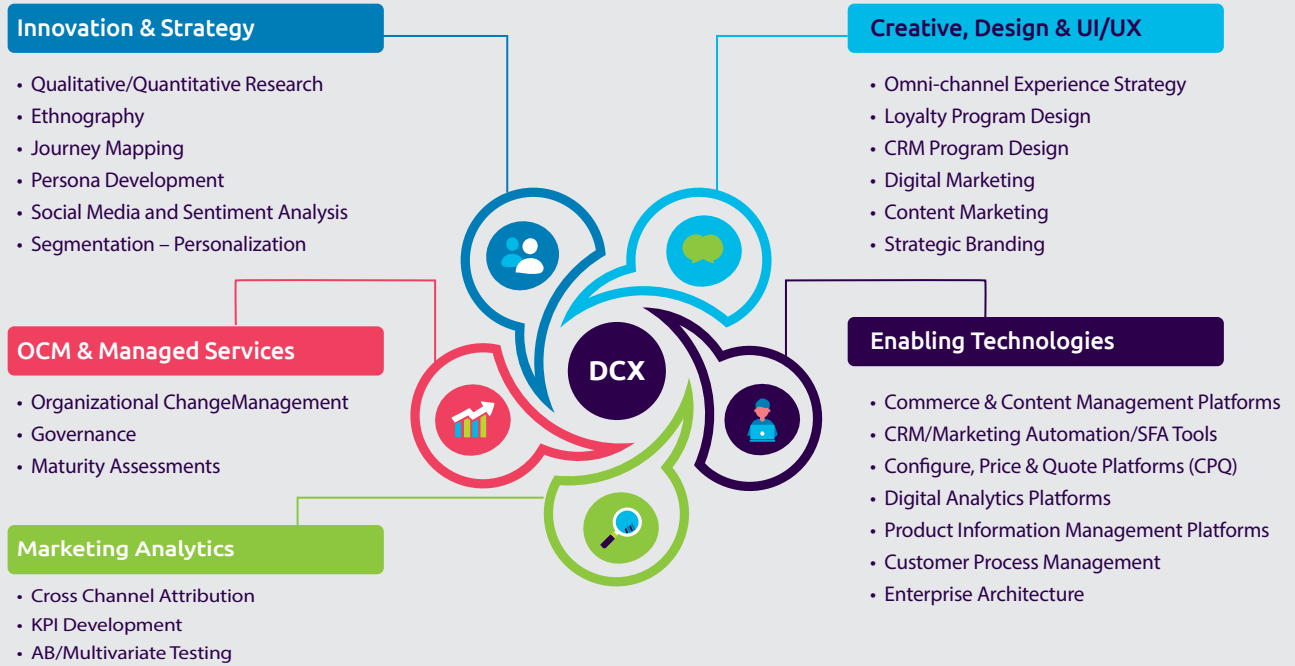 Innovation & Strategy
• Qualitative/Quantitative Research
• Ethnography
• Journey Mapping
• Persona Development
• Social Media and Sentiment Analysis
• Segmentation – Personalization
Creative, Design & UI/UX
• Omni-channel Experience Strategy
• Loyalty Program Design
• CRM Program Design
• Digital Marketing
• Content Marketing
• Strategic Branding
DCX
OCM & Managed Services
• Organizational ChangeManagement
• Governance
• Maturity Assessments
Enabling Technologies
• Commerce & Content Management Platforms
• CRM/Marketing Automation/SFA Tools
• Configure, Price & Quote Platforms (CPQ)
• Digital Analytics Platforms
• Product Information Management Platforms
• Customer Process Management
• Enterprise Architecture
Marketing Analytics
• Cross Channel Attribution
• KPI Development
• AB/Multivariate Testing